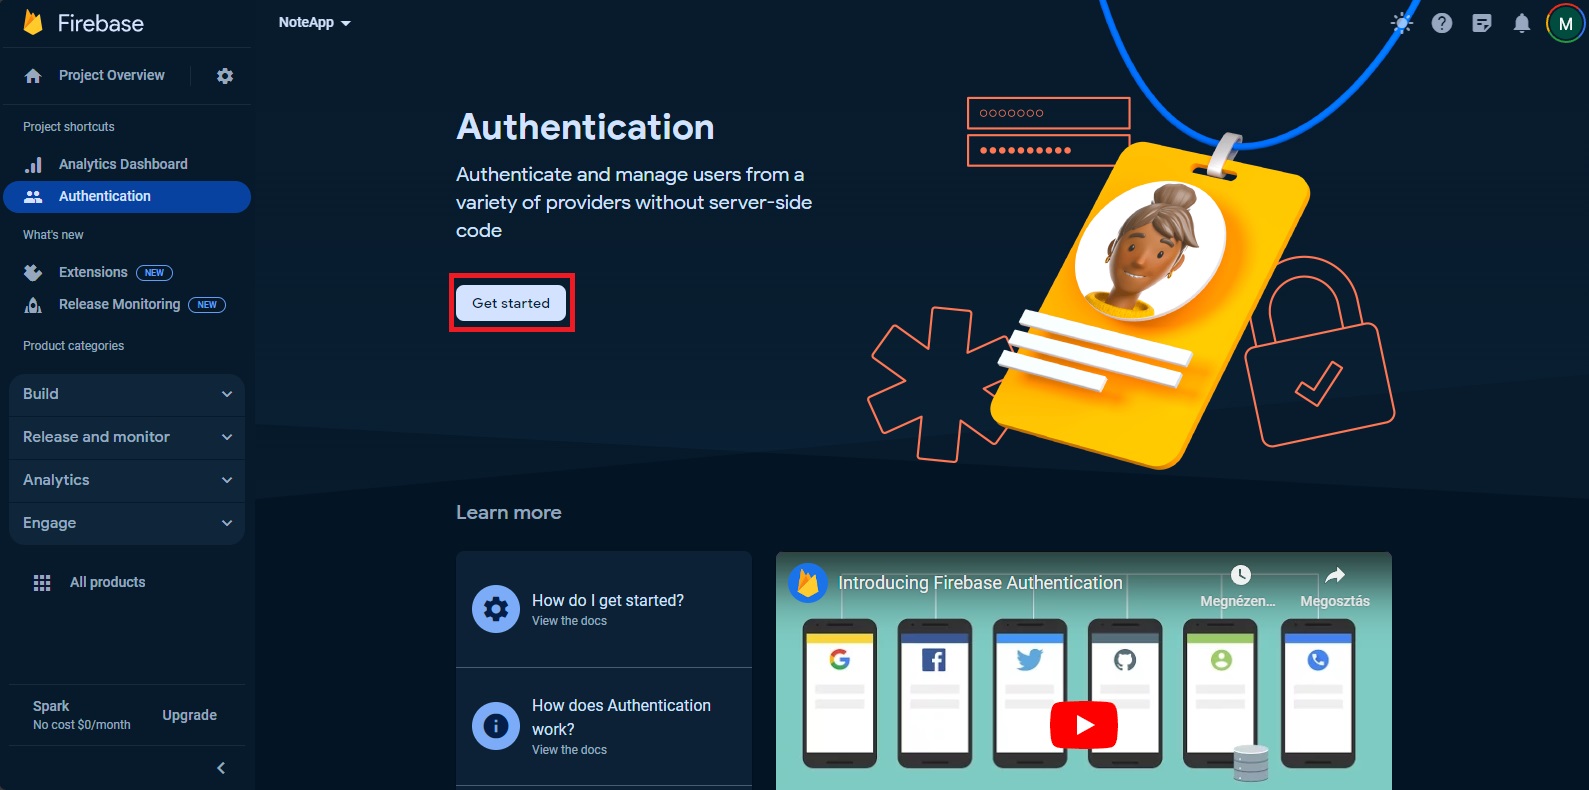 Firebase
NoteApp
M
Project Overview
Project shortcuts
Analytics Dashboard
Authentication
What's new
Extensions NEW
Release Monitoring NEW
Product categories
Build
Release and monitor
Analytics
Engage
All products
Spark
No cost $0/month
Upgrade
Authentication
Authenticate and manage users from a
variety of providers without server-side
code
Get started
Learn more
How do I get started?
View the docs
How does Authentication
work?
View the docs
Introducing Firebase Authentication
Megnézen...
Megosztás